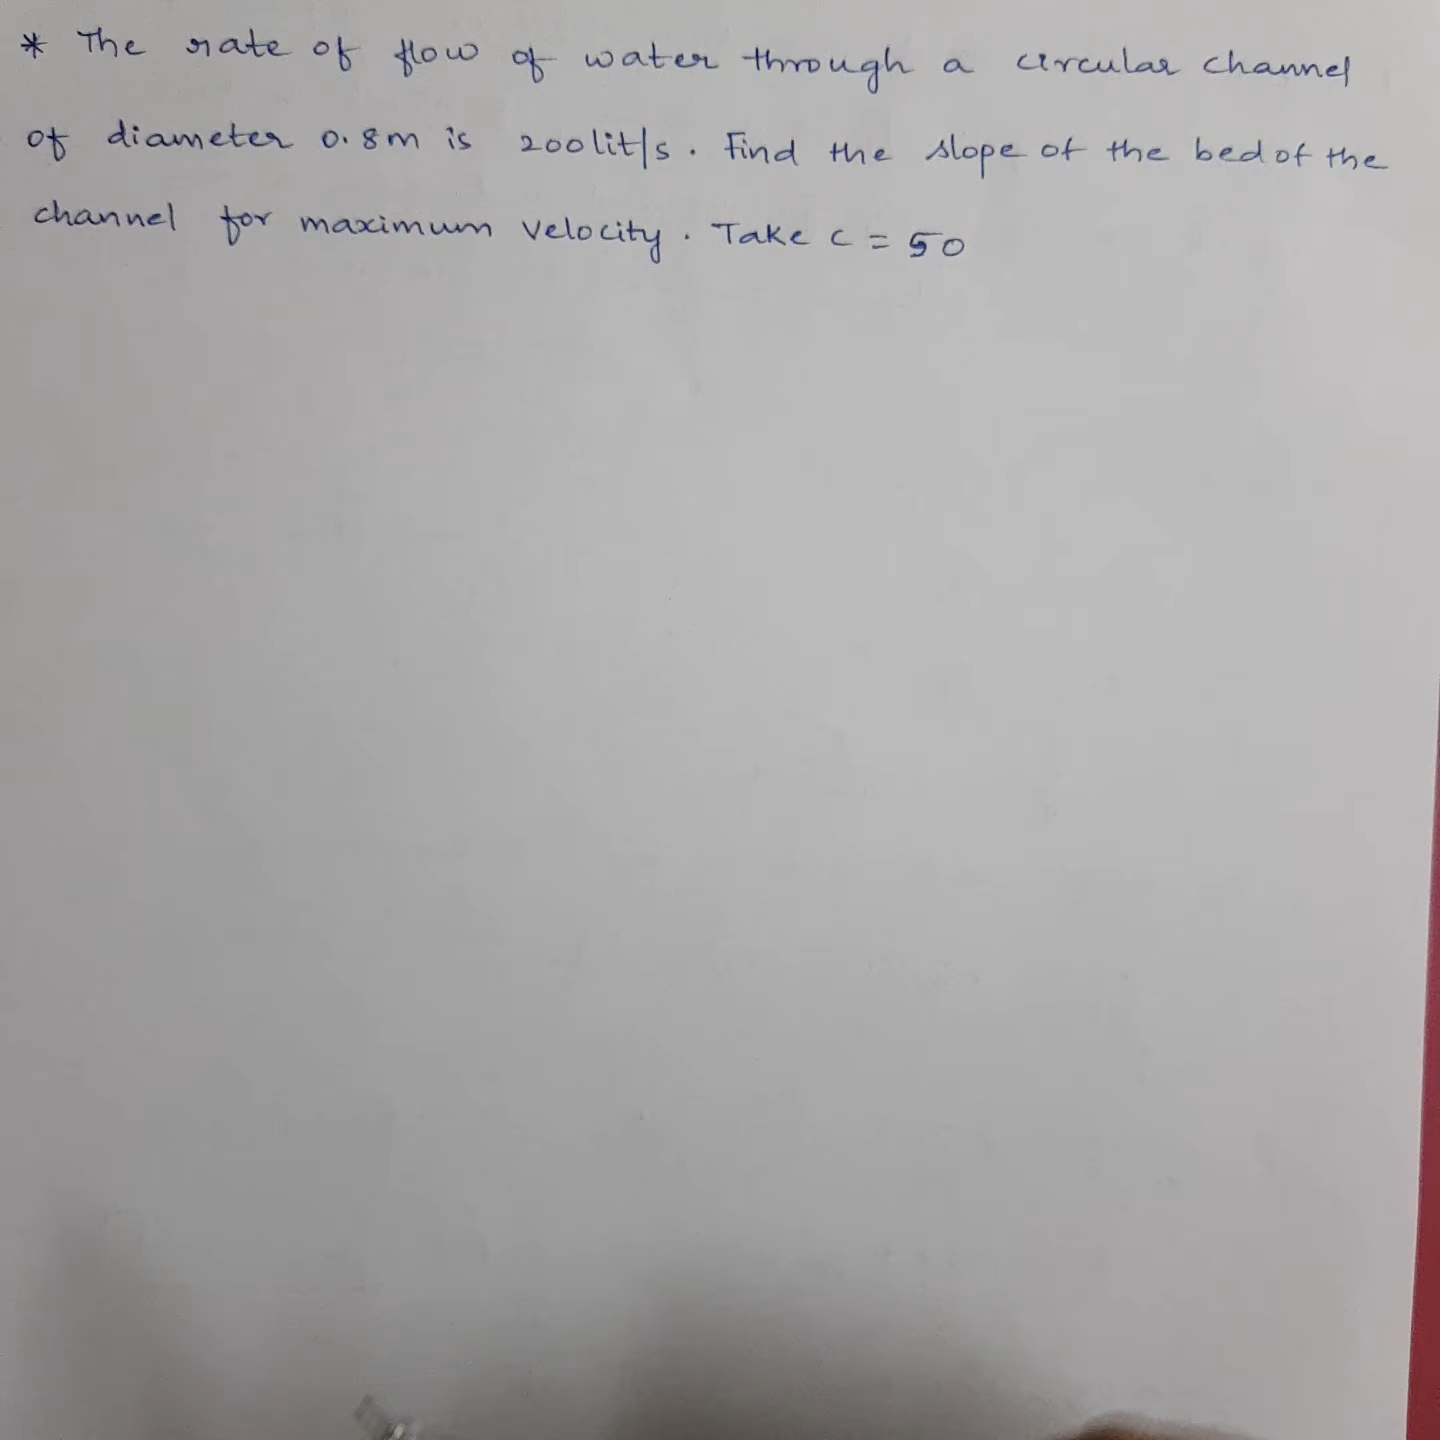 * The rate of flow of water through a circular channel
of diameter 0.8m is 200lit/s. Find the slope of the bed of the
channel for maximum velocity. Take c = 50